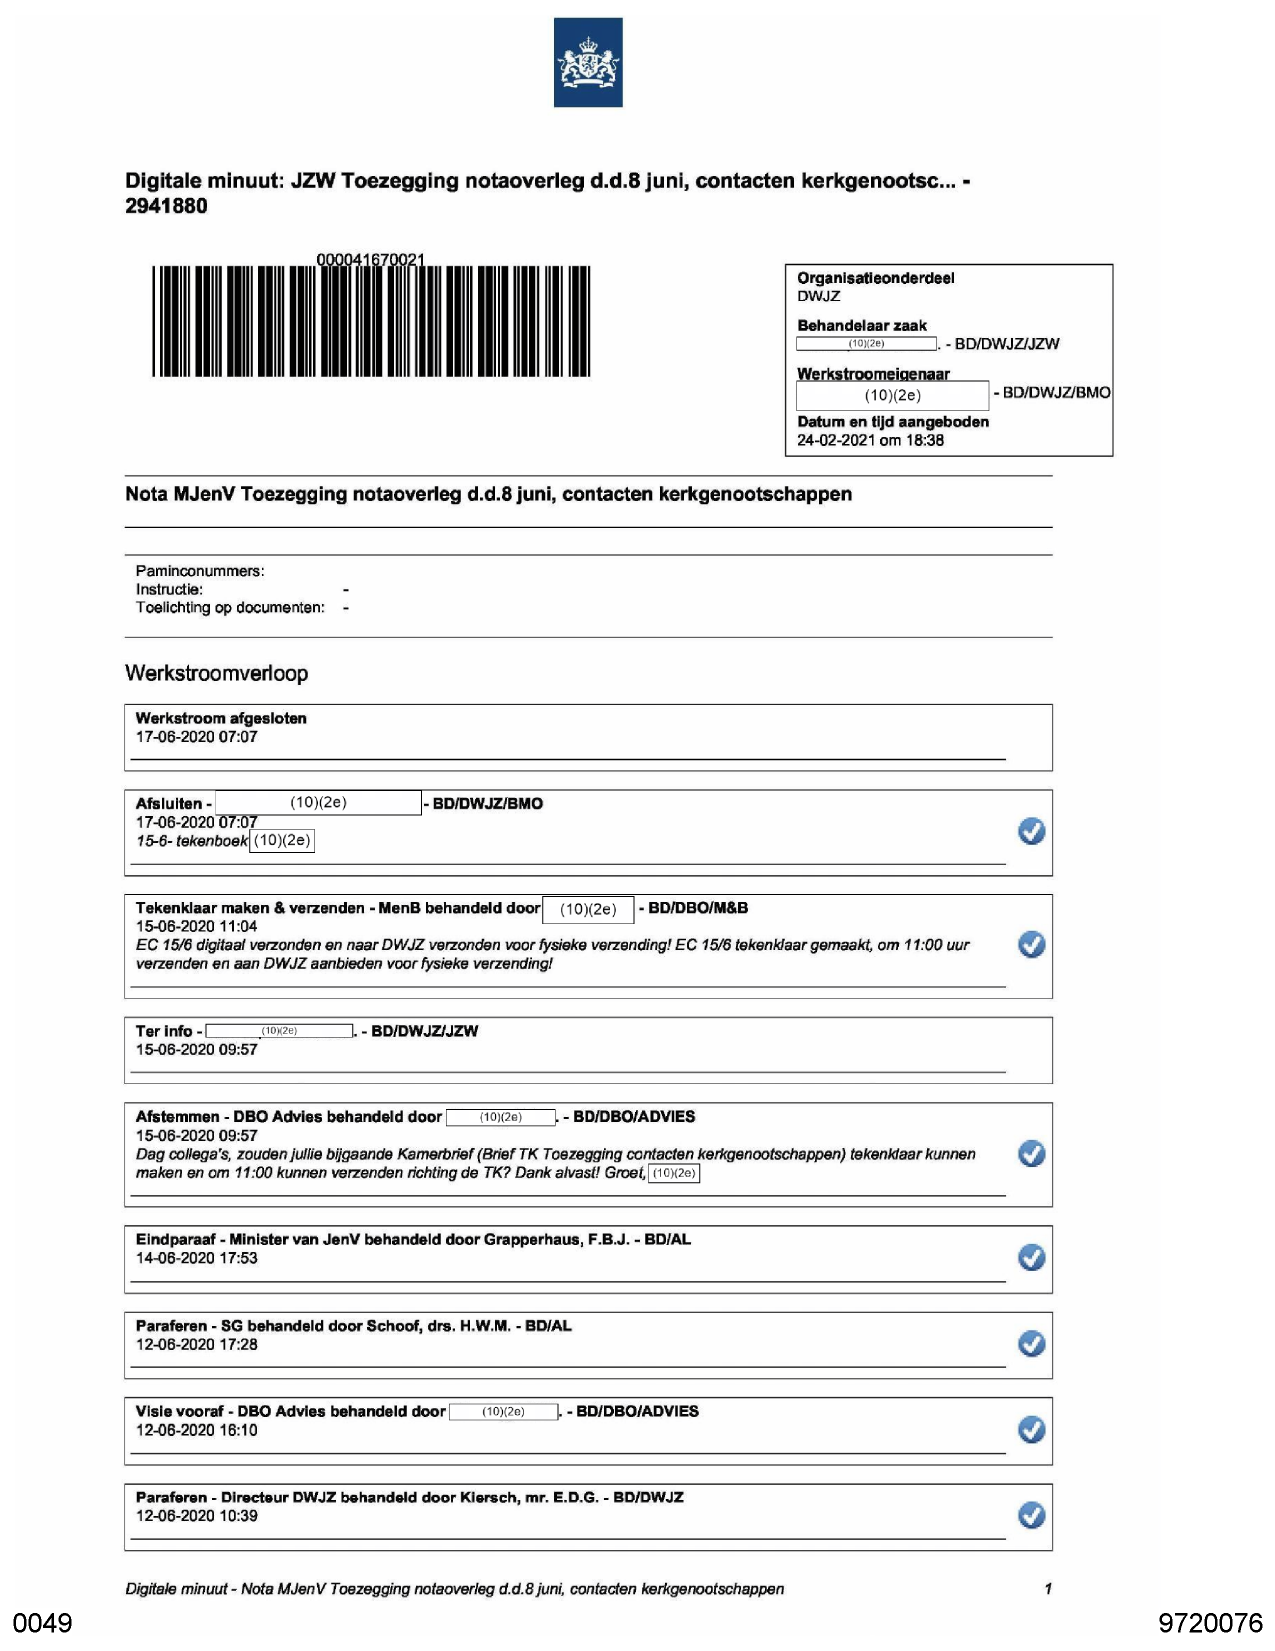 Digitale minuut: JZW Toezegging notaoverleg d.d.8 juni, contacten kerkgenootsc... -
2941880
000041670021
Organisatieonderdeel
DWJZ
Behandelaar zaak
(10)(2e) . - BD/DWJZ/JZW
Werkstroomeigenaar
(10)(2e) - BD/DWJZ/BMO
Datum en tijd aangeboden
24-02-2021 om 18:38
Nota MJenV Toezegging notaoverleg d.d.8 juni, contacten kerkgenootschappen
Paminconummers:
Instructie: -
Toelichting op documenten: -
Werkstroomverloop
Werkstroom afgesloten
17-06-2020 07:07
Afsluiten - (10)(2e) - BD/DWJZ/BMO
17-06-2020 07:07
15-6- tekenboek (10)(2e)
Tekenklaar maken & verzenden - MenB behandeld door (10)(2e) - BD/DBO/M&B
15-06-2020 11:04
EC 15/6 digitaal verzonden en naar DWJZ verzonden voor fysieke verzending! EC 15/6 tekenklaar gemaakt, om 11:00 uur
verzenden en aan DWJZ aanbieden voor fysieke verzending!
Ter info - (10)(2e) . - BD/DWJZ/JZW
15-06-2020 09:57
Afstemmen - DBO Advies behandeld door (10)(2e) . - BD/DBO/ADVIES
15-06-2020 09:57
Dag collega's, zouden jullie bijgaande Kamerbrief (Brief TK Toezegging contacten kerkgenootschappen) tekenklaar kunnen
maken en om 11:00 kunnen verzenden richting de TK? Dank alvast! Groet, (10)(2e)
Eindparaaf - Minister van JenV behandeld door Grapperhaus, F.B.J. - BD/AL
14-06-2020 17:53
Paraferen - SG behandeld door Schoof, drs. H.W.M. - BD/AL
12-06-2020 17:28
Visie vooraf - DBO Advies behandeld door (10)(2e) . - BD/DBO/ADVIES
12-06-2020 16:10
Paraferen - Directeur DWJZ behandeld door Kiersch, mr. E.D.G. - BD/DWJZ
12-06-2020 10:39
Digitale minuut - Nota MJenV Toezegging notaoverleg d.d.8 juni, contacten kerkgenootschappen 1
0049 9720076